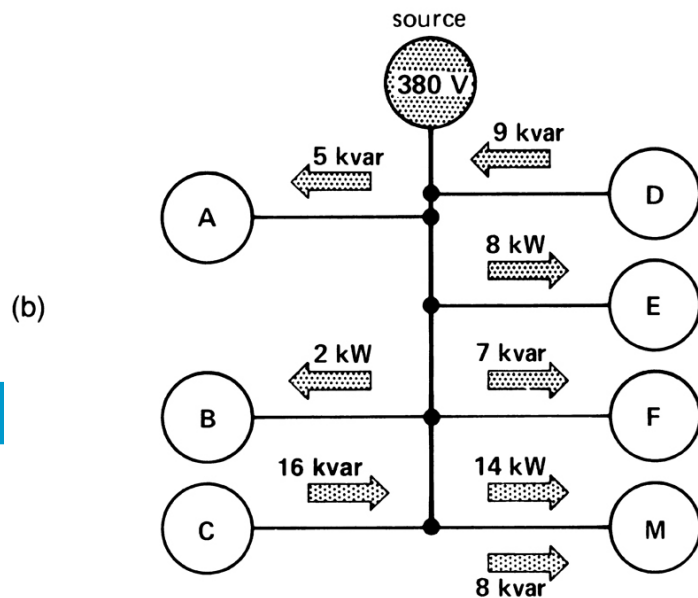 source
380 V
9 kvar
5 kvar
D
A
8 kW
E
(b)
2 kW
7 kvar
B
F
16 kvar
14 kW
C
M
8 kvar